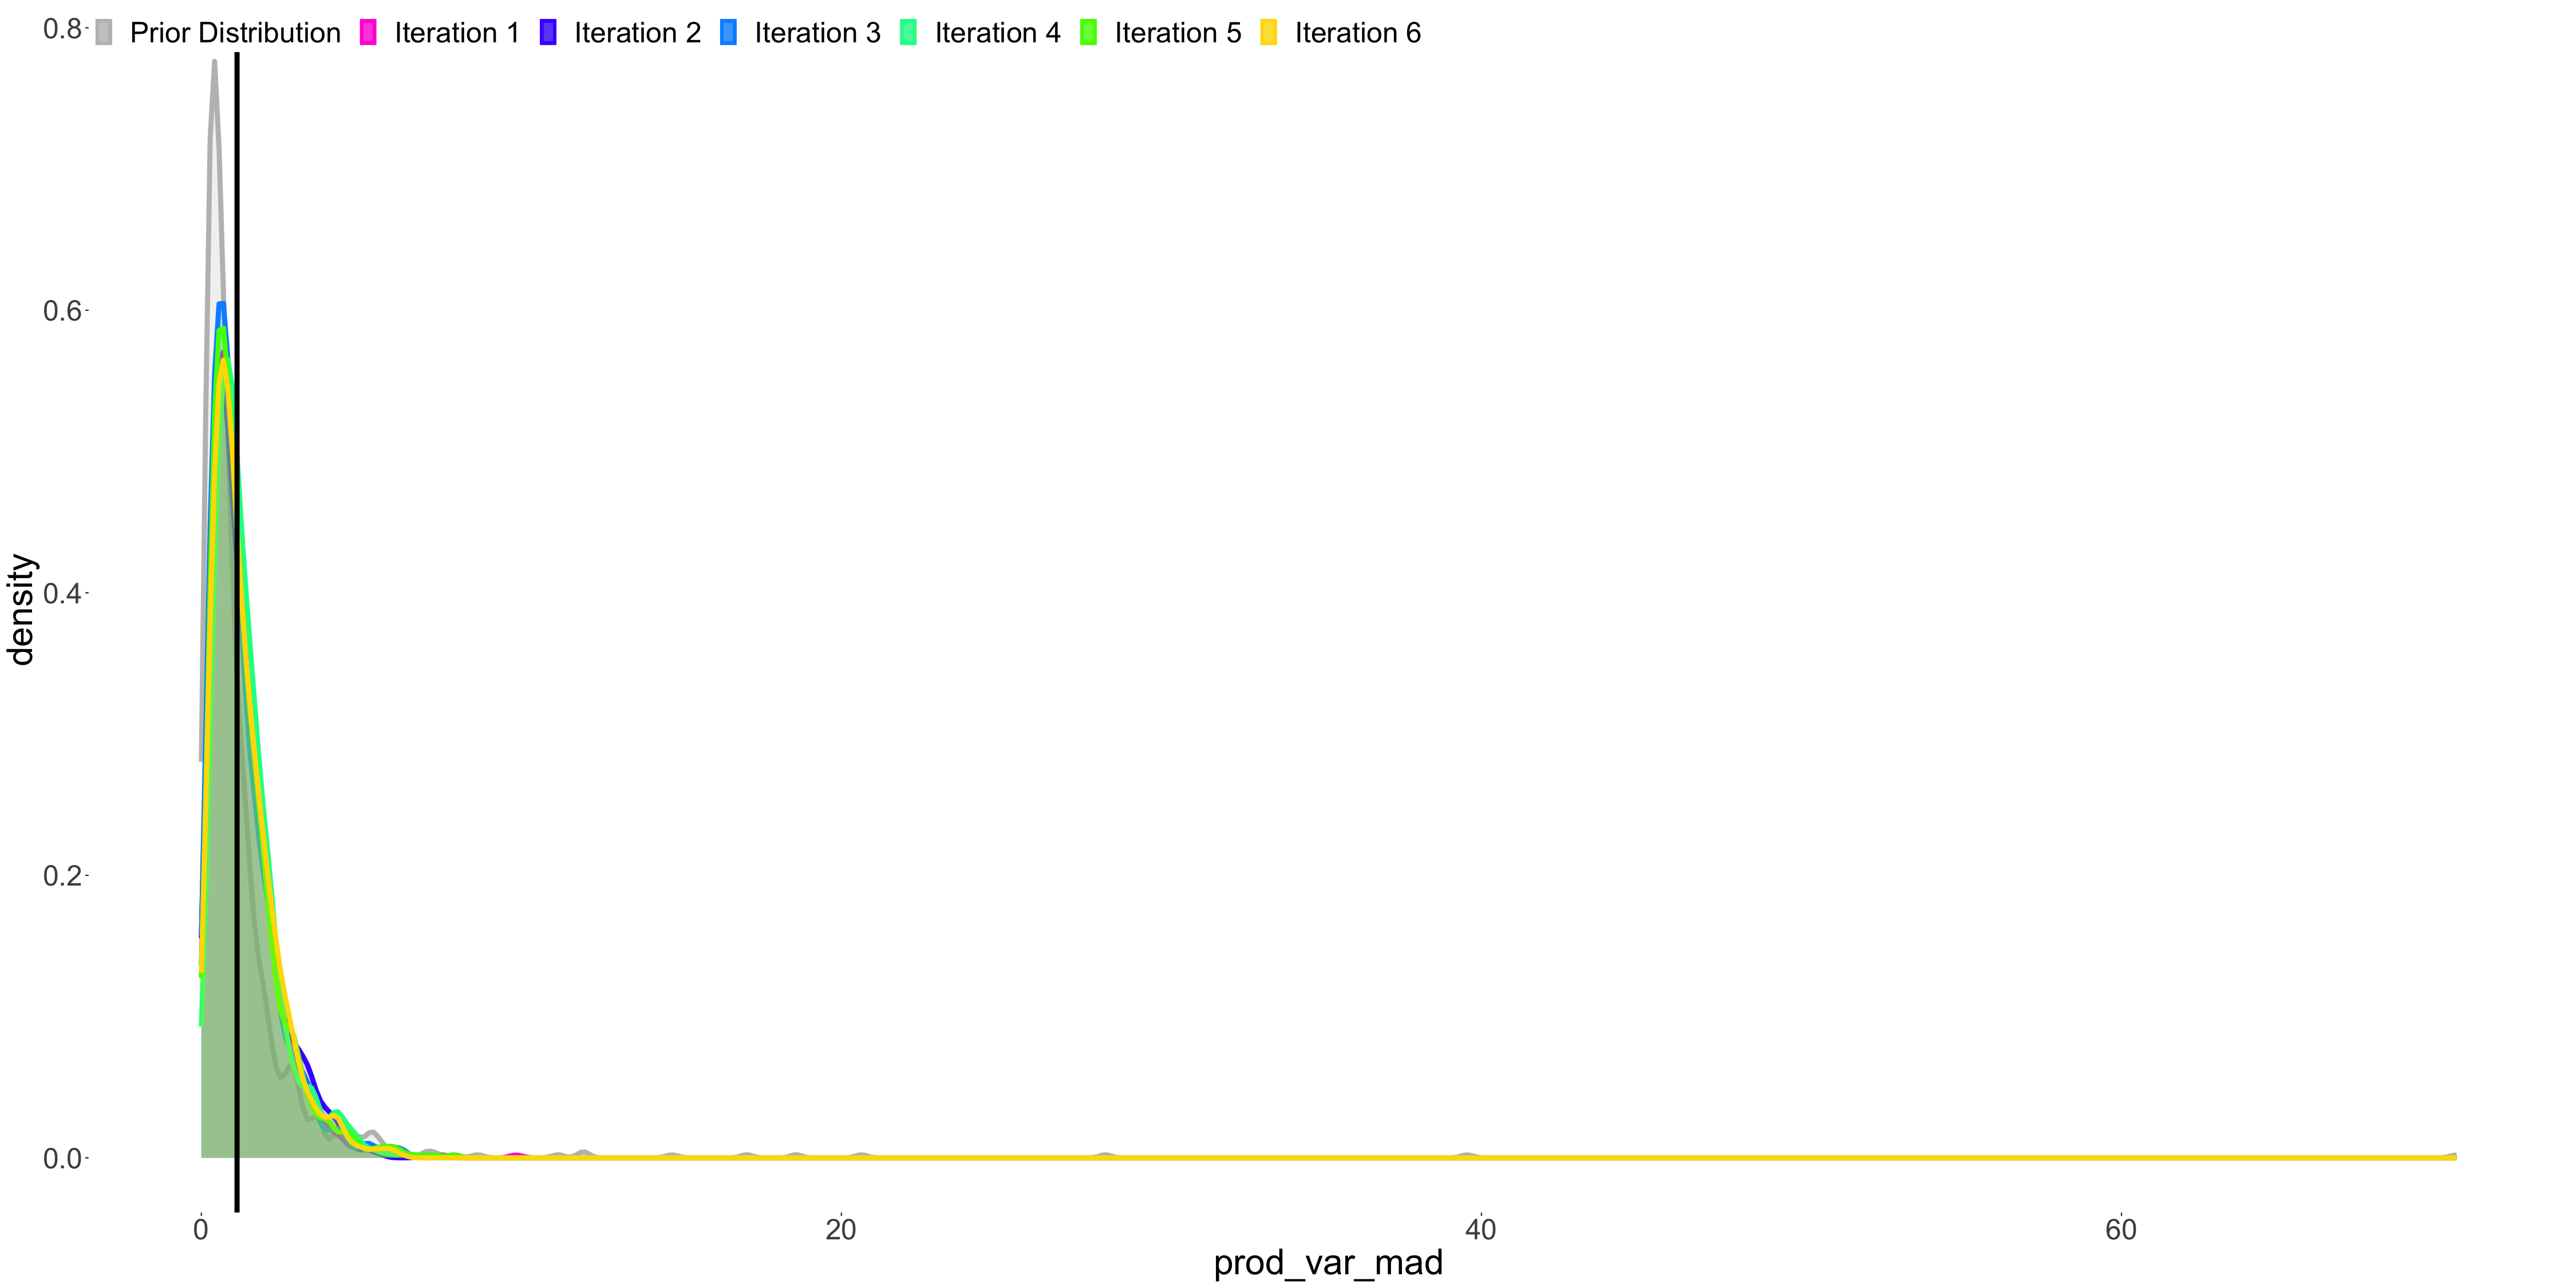 Prior Distribution Iteration 1 Iteration 2 Iteration 3 Iteration 4 Iteration 5 Iteration 6
0.8
0.6
0.4
0.2
0.0
density
0 20 40 60
prod_var_mad